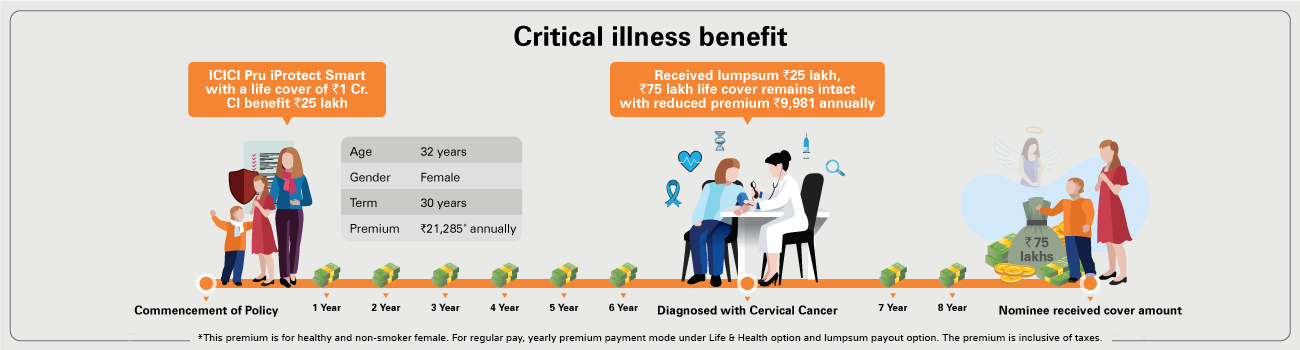 Critical illness benefit
ICICI Pru iProtect Smart
with a life cover of ₹1 Cr.
CI benefit ₹25 lakh
Age 32 years
Gender Female
Term 30 years
Premium ₹21,285* annually
Received lumpsum ₹25 lakh,
₹75 lakh life cover remains intact
with reduced premium ₹9,981 annually
₹75
lakhs
Commencement of Policy
1 Year
2 Year
3 Year
4 Year
5 Year
6 Year
Diagnosed with Cervical Cancer
7 Year
8 Year
Nominee received cover amount
*This premium is for healthy and non-smoker female. For regular pay, yearly premium payment mode under Life & Health option and lumpsum payout option. The premium is inclusive of taxes.